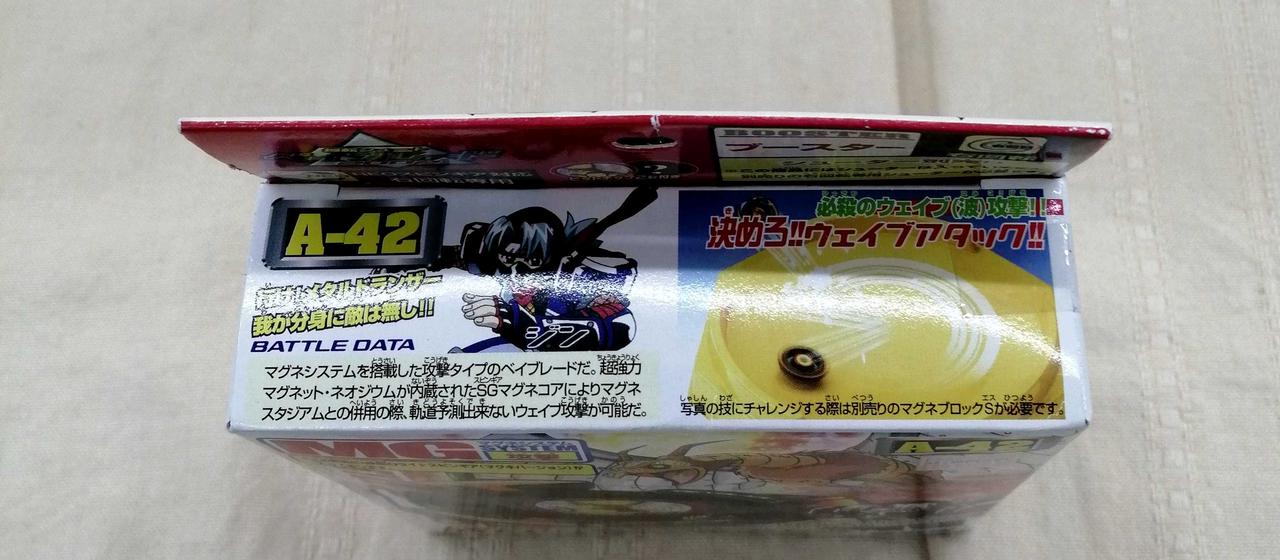 BOOSTER
ブースター
A-42
メタルドランザー
我が分身に敵は無し!!
ジン
BATTLE DATA
マグネシステムを搭載した攻撃タイプのベイブレードだ。超強力
マグネット・ネオジウムが内蔵されたSGマグネコアによりマグネ
スタジアムとの併用の際、軌道予測出来ないウェイブ攻撃が可能だ。
必殺のウェイブ(波)攻撃!!
決めろ!!ウェイブアタック!!
写真の技にチャレンジする際は別売りのマグネブロックSが必要です。
MG
攻撃
A-42